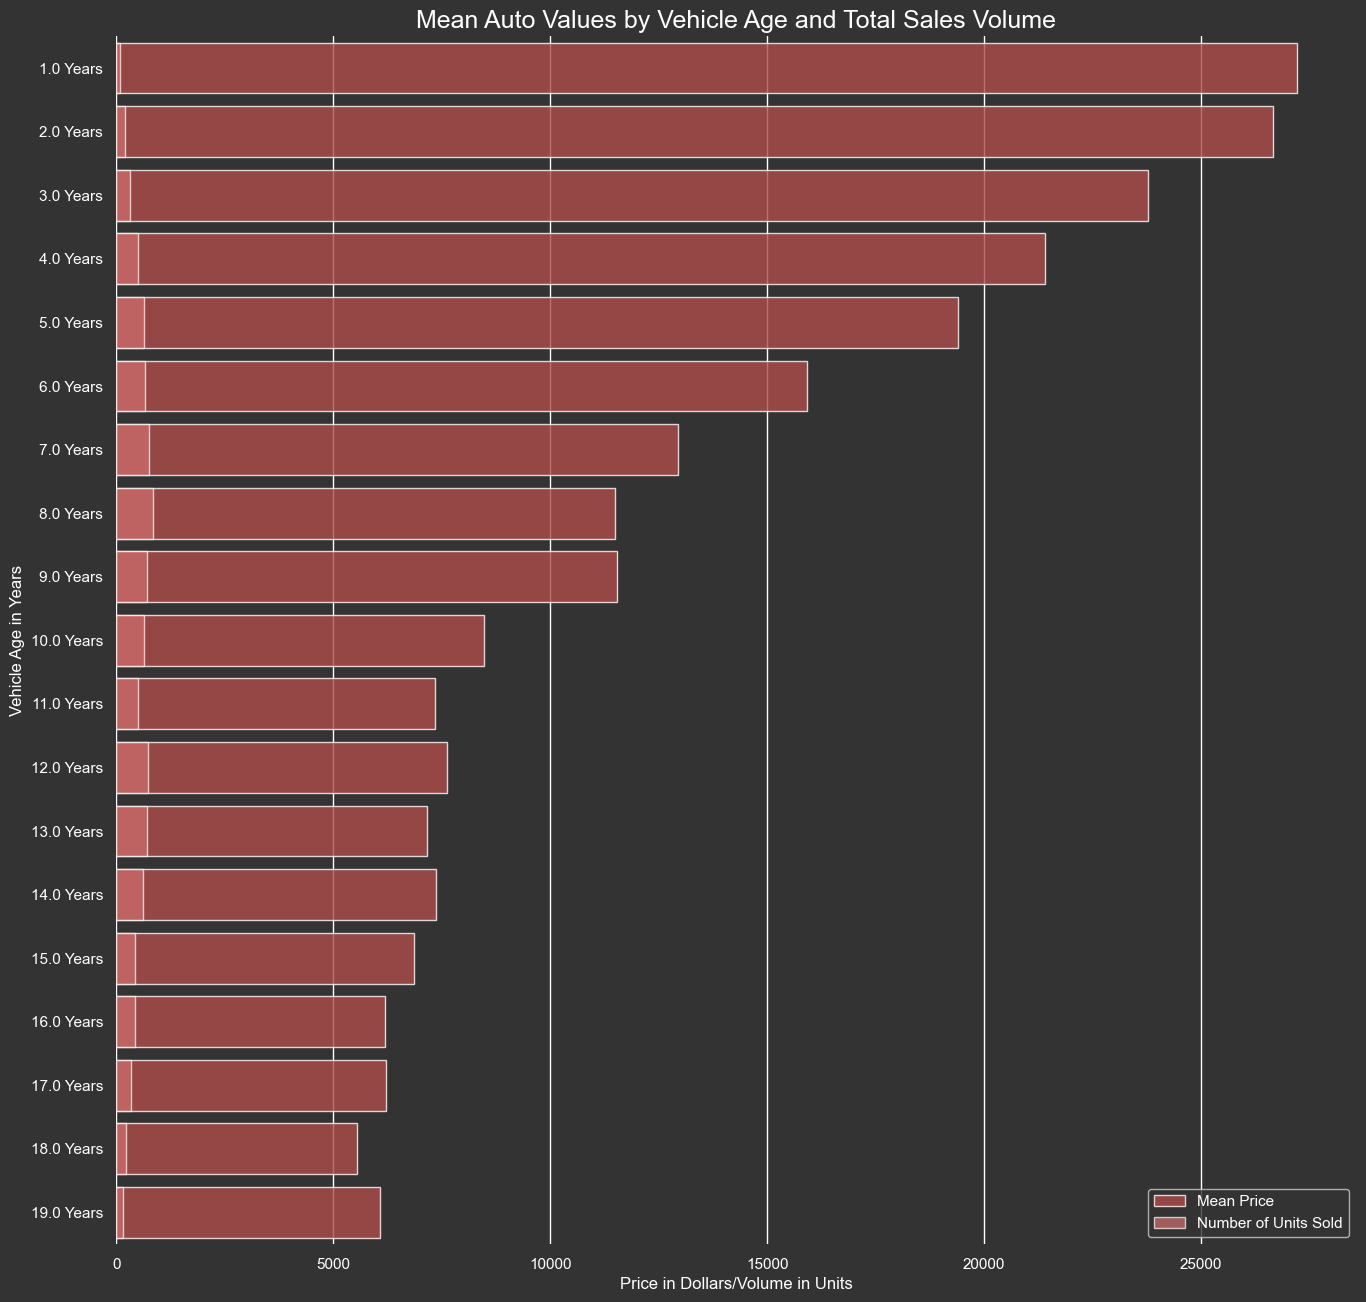 Mean Auto Values by Vehicle Age and Total Sales Volume
1.0 Years
2.0 Years
3.0 Years
4.0 Years
5.0 Years
6.0 Years
7.0 Years
8.0 Years
9.0 Years
10.0 Years
11.0 Years
12.0 Years
13.0 Years
14.0 Years
15.0 Years
16.0 Years
17.0 Years
18.0 Years
19.0 Years
Vehicle Age in Years
Mean Price
Number of Units Sold
0 5000 10000 15000 20000 25000
Price in Dollars/Volume in Units